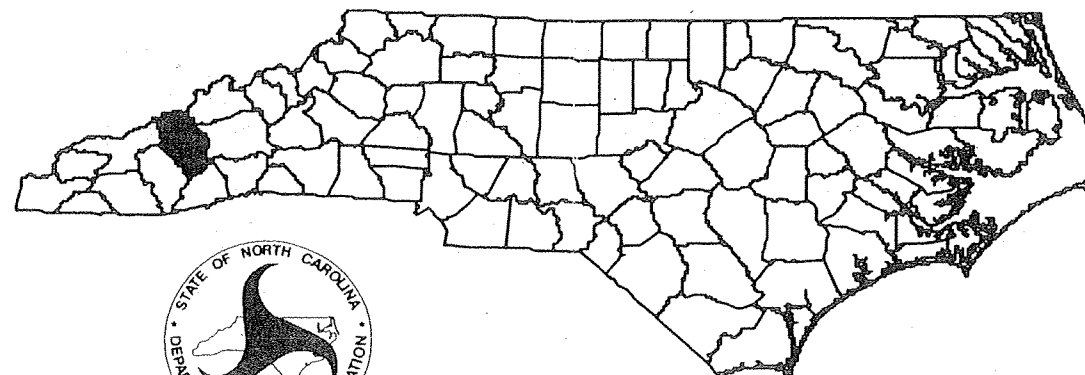 • STATE OF NORTH CAROLINA •
DEPA
ATION